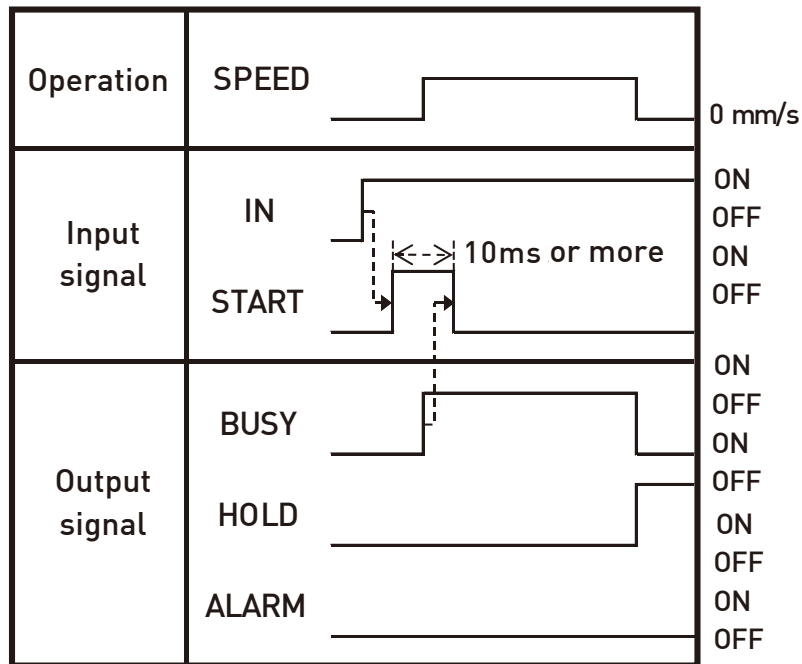 Operation
SPEED
0 mm/s
Input
signal
IN
ON
OFF
10ms or more
ON
START
OFF
Output
signal
BUSY
ON
OFF
ON
HOLD
OFF
ON
OFF
ALARM
ON
OFF